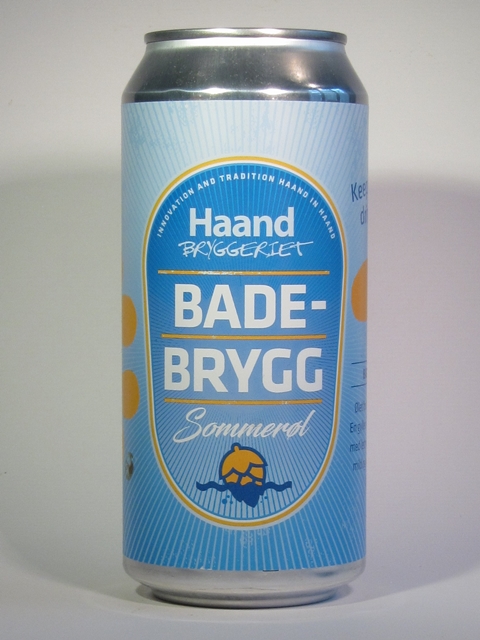 INNOVATION AND TRADITION HAAND IN HAAND
Haand
BRYGGERIET
BADE-
BRYGG
Sommerøl